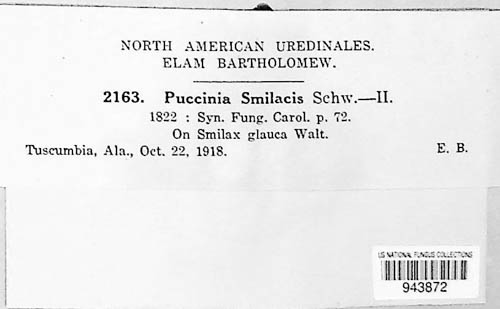 NORTH AMERICAN UREDINALES.
ELAM BARTHOLOMEW.
2163. Puccinia Smilacis Schw.—II.
1822 : Syn. Fung. Carol. p. 72.
On Smilax glauca Walt.
Tuscumbia, Ala., Oct. 22, 1918. E. B.
US NATIONAL FUNGUS COLLECTIONS
943872